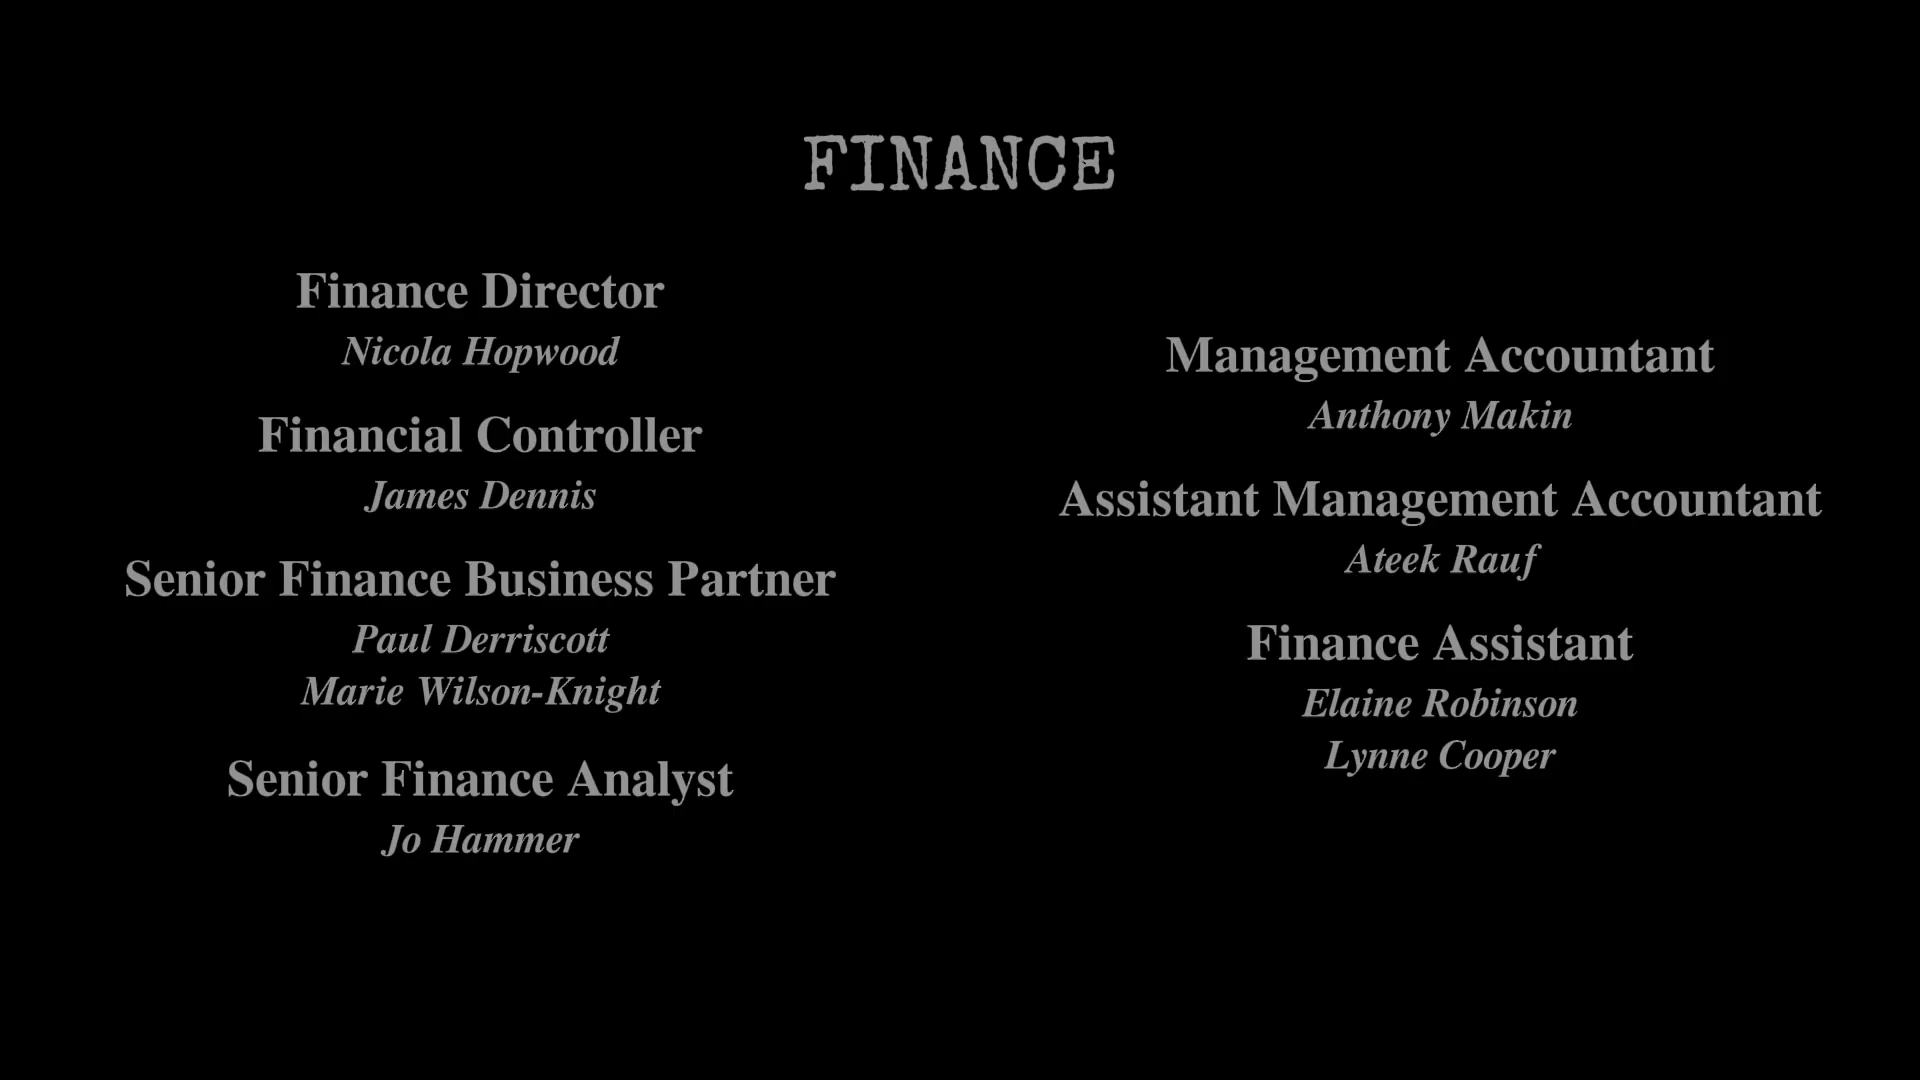 FINANCE
Finance Director
Nicola Hopwood
Financial Controller
James Dennis
Senior Finance Business Partner
Paul Derriscott
Marie Wilson-Knight
Senior Finance Analyst
Jo Hammer
Management Accountant
Anthony Makin
Assistant Management Accountant
Ateek Rauf
Finance Assistant
Elaine Robinson
Lynne Cooper